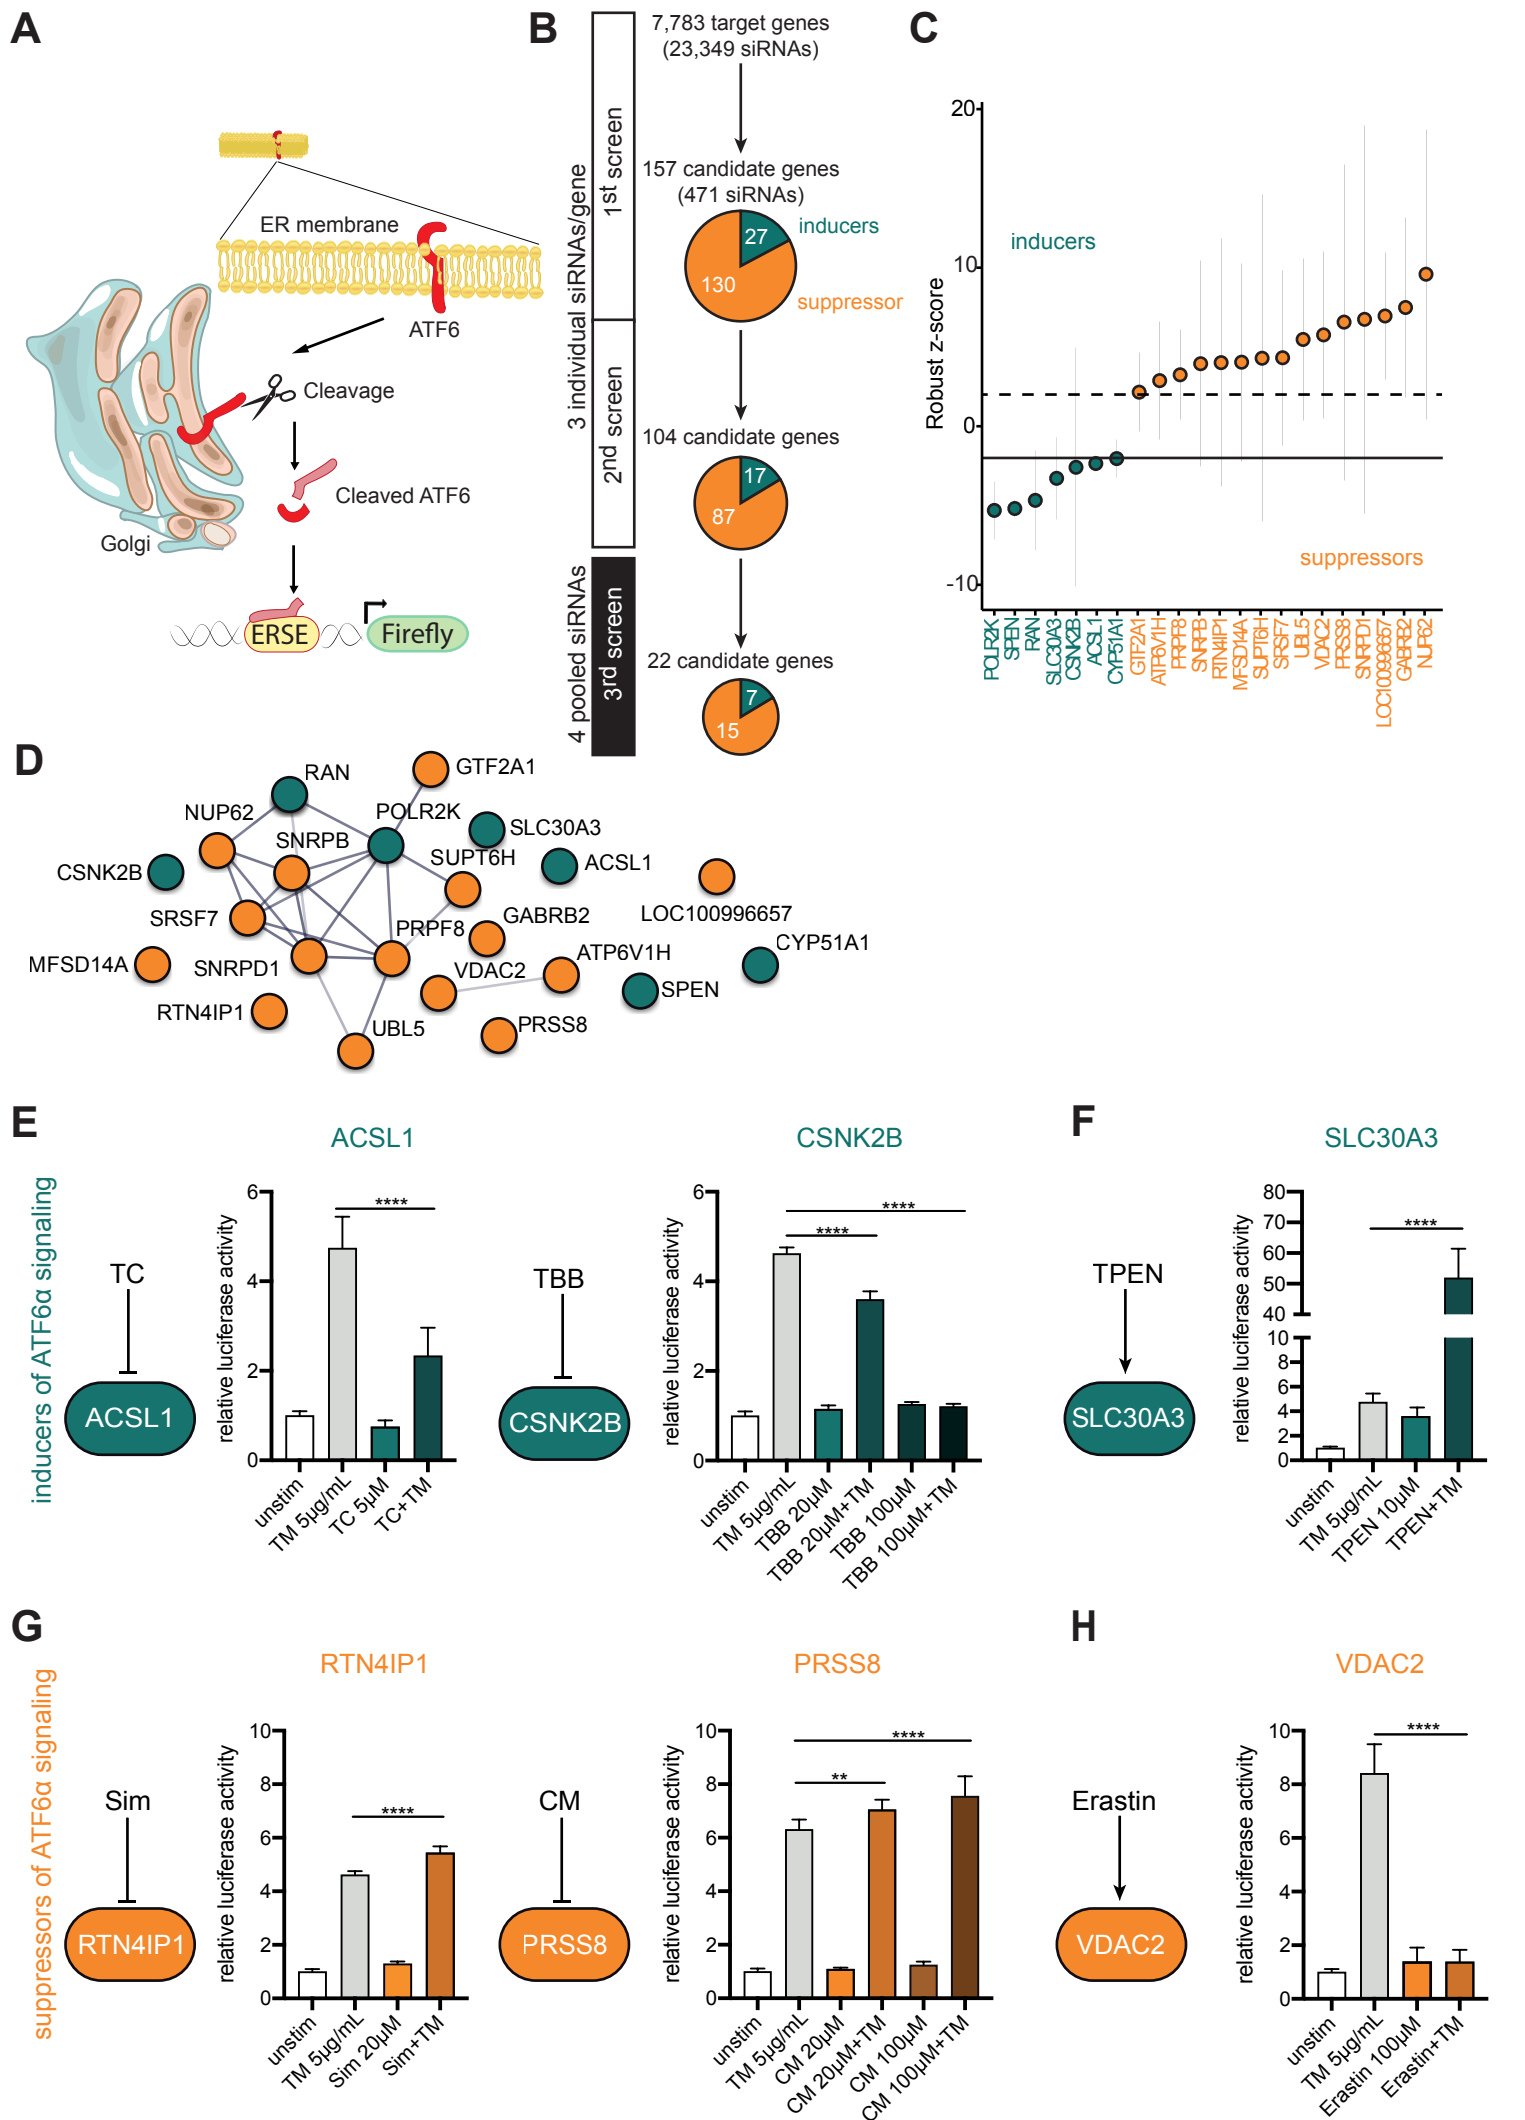 A
ER membrane
ATF6
Cleavage
Cleaved ATF6
Golgi
ERSE
Firefly
B
3 individual siRNAs/gene
4 pooled siRNAs
1st screen
2nd screen
3rd screen
7,783 target genes
(23,349 siRNAs)
157 candidate genes
(471 siRNAs)
27
inducers
130
suppressor
104 candidate genes
17
87
22 candidate genes
7
15
C
Robust z-score
20
10
0
-10
inducers
suppressors
POLR2K
SPEN
RAN
SLC30A3
CSNK2B
ACSL1
CYP51A1
GTF2A1
ATP6V1H
PRPF8
SNRPB
RTN4IP1
MFSD14A
SUPT6H
SRSF7
UBL5
VDAC2
PRSS8
SNRPD1
LOC100996657
GABRB2
NUP62
D
RAN
GTF2A1
NUP62
POLR2K
SNRPB
SLC30A3
SUPT6H
CSNK2B
ACSL1
SRSF7
PRPF8
GABRB2
LOC100996657
MFSD14A
SNRPD1
VDAC2
ATP6V1H
CYP51A1
SPEN
RTN4IP1
UBL5
PRSS8
E
inducers of ATF6α signaling
TC
ACSL1
ACSL1
relative luciferase activity
6
4
2
0
****
unstim
TM 5µg/mL
TC 5µM
TC+TM
TBB
CSNK2B
CSNK2B
relative luciferase activity
6
4
2
0
****
****
unstim
TM 5µg/mL
TBB 20µM
TBB 20µM+TM
TBB 100µM
TBB 100µM+TM
F
TPEN
SLC30A3
SLC30A3
relative luciferase activity
80
70
60
50
40
10
8
6
4
2
0
****
unstim
TM 5µg/mL
TPEN 10µM
TPEN+TM
G
suppressors of ATF6α signaling
Sim
RTN4IP1
RTN4IP1
relative luciferase activity
10
8
6
4
2
0
****
unstim
TM 5µg/mL
Sim 20µM
Sim+TM
CM
PRSS8
PRSS8
relative luciferase activity
10
8
6
4
2
0
****
**
unstim
TM 5µg/mL
CM 20µM
CM 20µM+TM
CM 100µM
CM 100µM+TM
H
Erastin
VDAC2
VDAC2
relative luciferase activity
10
8
6
4
2
0
****
unstim
TM 5µg/mL
Erastin 100µM
Erastin+TM